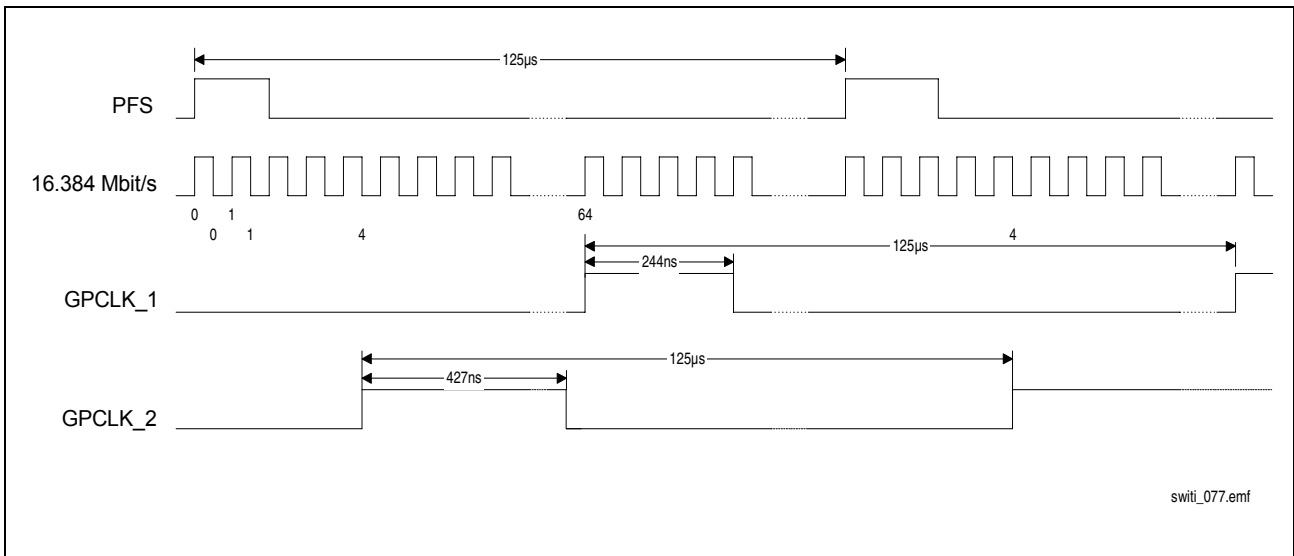 125µs
PFS
16.384 Mbit/s
0 1 64
0 1 4 4
125µs
244ns
GPCLK_1
125µs
427ns
GPCLK_2
switi_077.emf